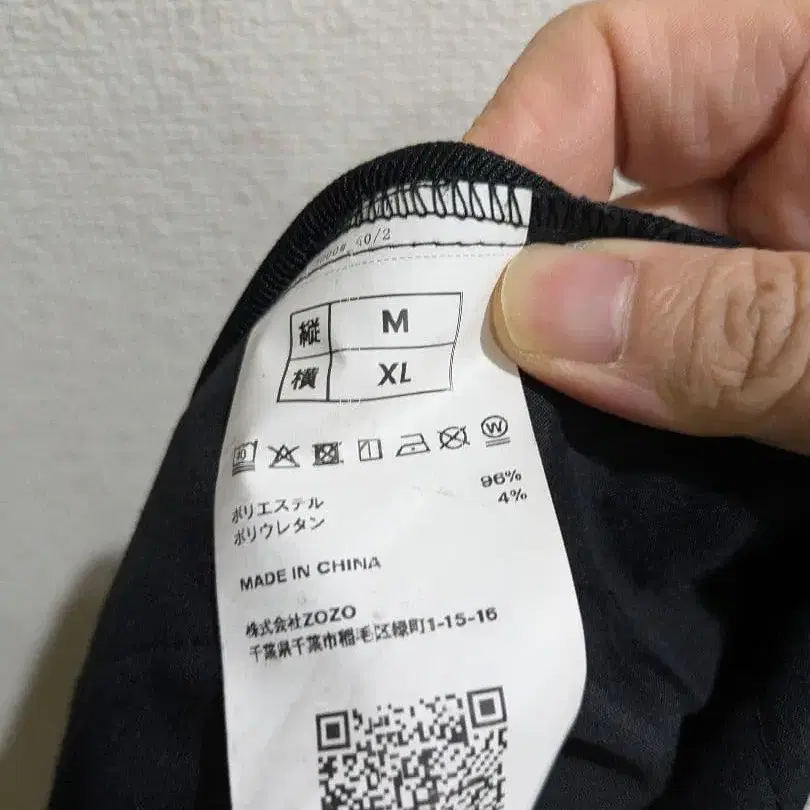 40/2
縦 M
横 XL
ポリエステル 96%
ポリウレタン 4%
MADE IN CHINA
株式会社ZOZO
千葉県千葉市稲毛区緑町1-15-16